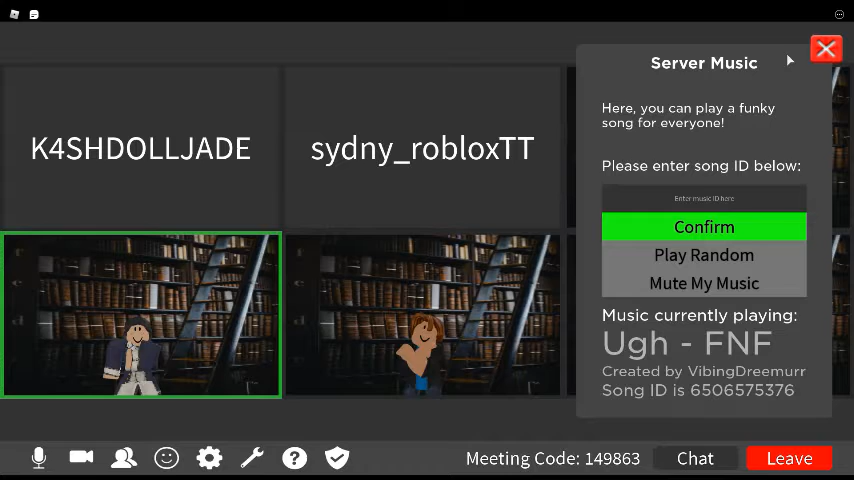 K4SHDOLLJADE
sydny_robloxTT
Server Music
Here, you can play a funky
song for everyone!
Please enter song ID below:
Enter music ID here
Confirm
Play Random
Mute My Music
Music currently playing:
Ugh - FNF
Created by VibingDreemurr
Song ID is 6506575376
Meeting Code: 149863
Chat
Leave